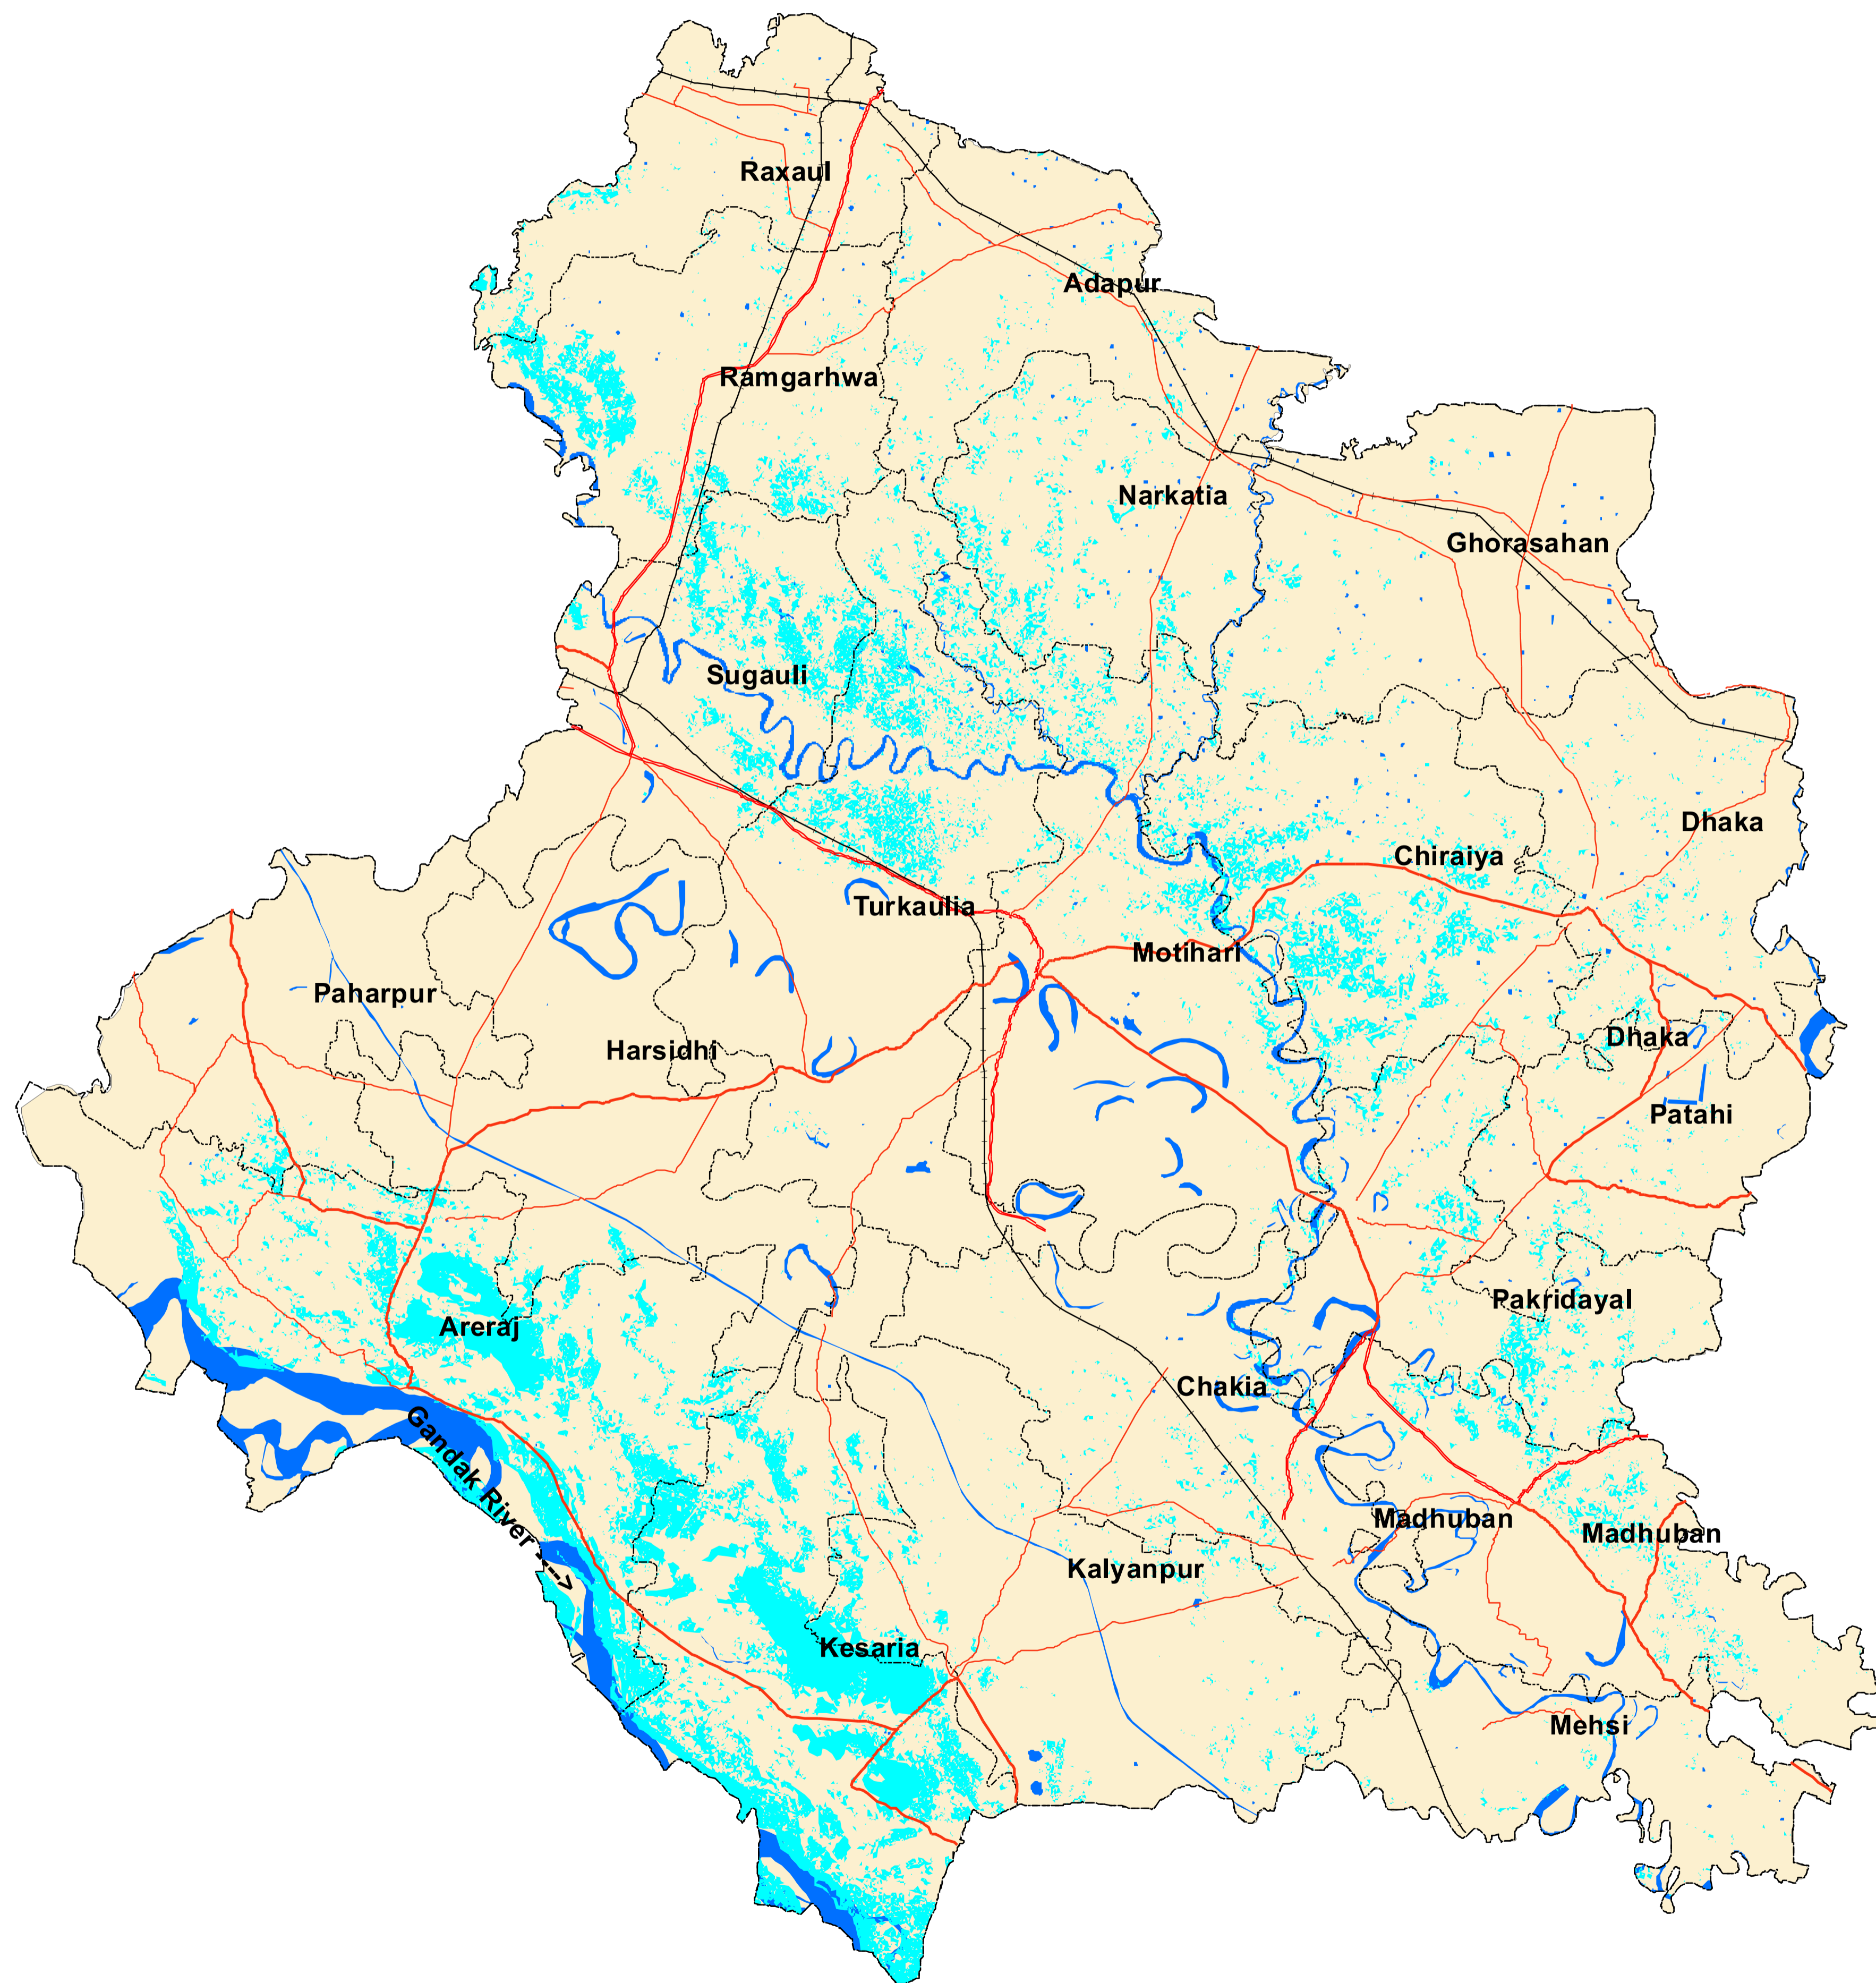 Raxaul
Adapur
Ramgarhwa
Narkatia
Ghorasahan
Sugauli
Dhaka
Chiraiya
Turkaulia
Motihari
Paharpur
Dhaka
Harsidhi
Patahi
Pakridayal
Areraj
Chakia
Gandak River ---->
Madhuban
Madhuban
Kalyanpur
Kesaria
Mehsi